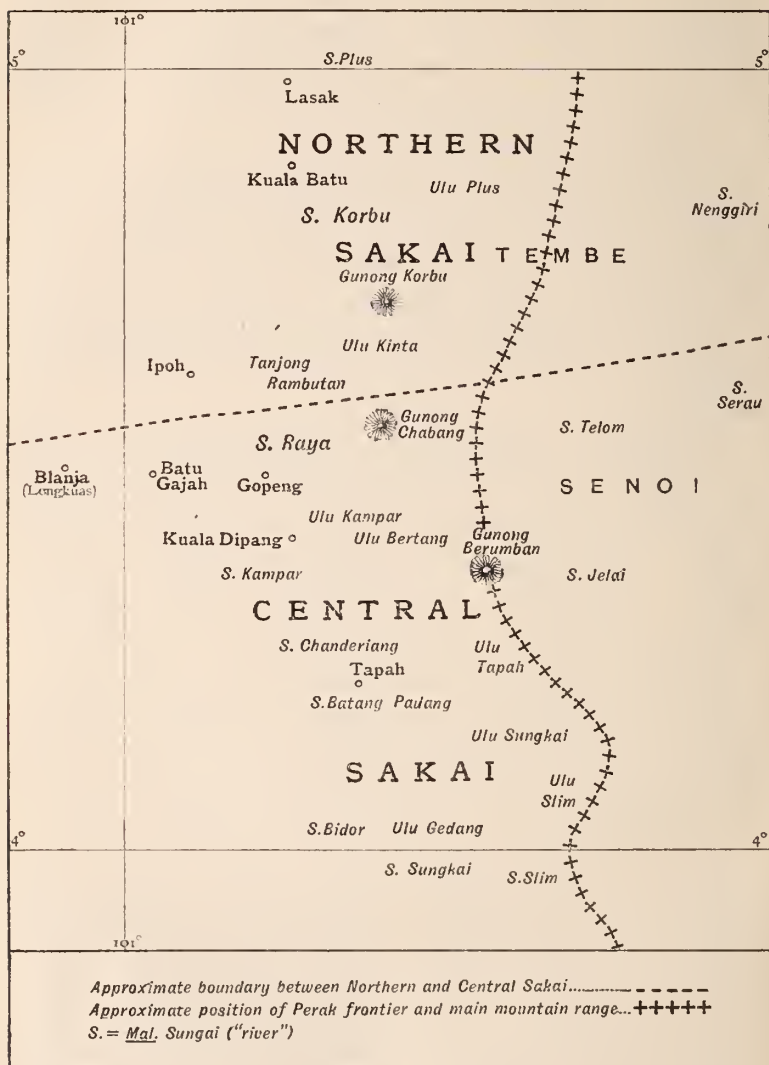 101°
5°
S.Plus
5°
Lasak
NORTHERN
Kuala Batu
Ulu Plus
S. Nenggiri
S. Korbu
SAKAI TEMBE
Gunong Korbu
Ulu Kinta
Ipoh
Tanjong
Rambutan
S.
Serau
Gunong
Chabang
S. Telom
S. Raya
Blanja
(Lengkuas)
Batu
Gajah
Gopeng
SENOI
Ulu Kampar
Kuala Dipang
Ulu Bertang
Gunong
Berumban
S. Kampar
S. Jelai
CENTRAL
S. Chanderiang
Ulu
Tapah
Tapah
S.Batang Padang
Ulu Sungkai
SAKAI
Ulu
Slim
S.Bidor
Ulu Gedang
4°
4°
S. Sungkai
S.Slim
101°
Approximate boundary between Northern and Central Sakai............ - - - - -
Approximate position of Perak frontier and main mountain range...+++++
S. = Mal. Sungai ("river")